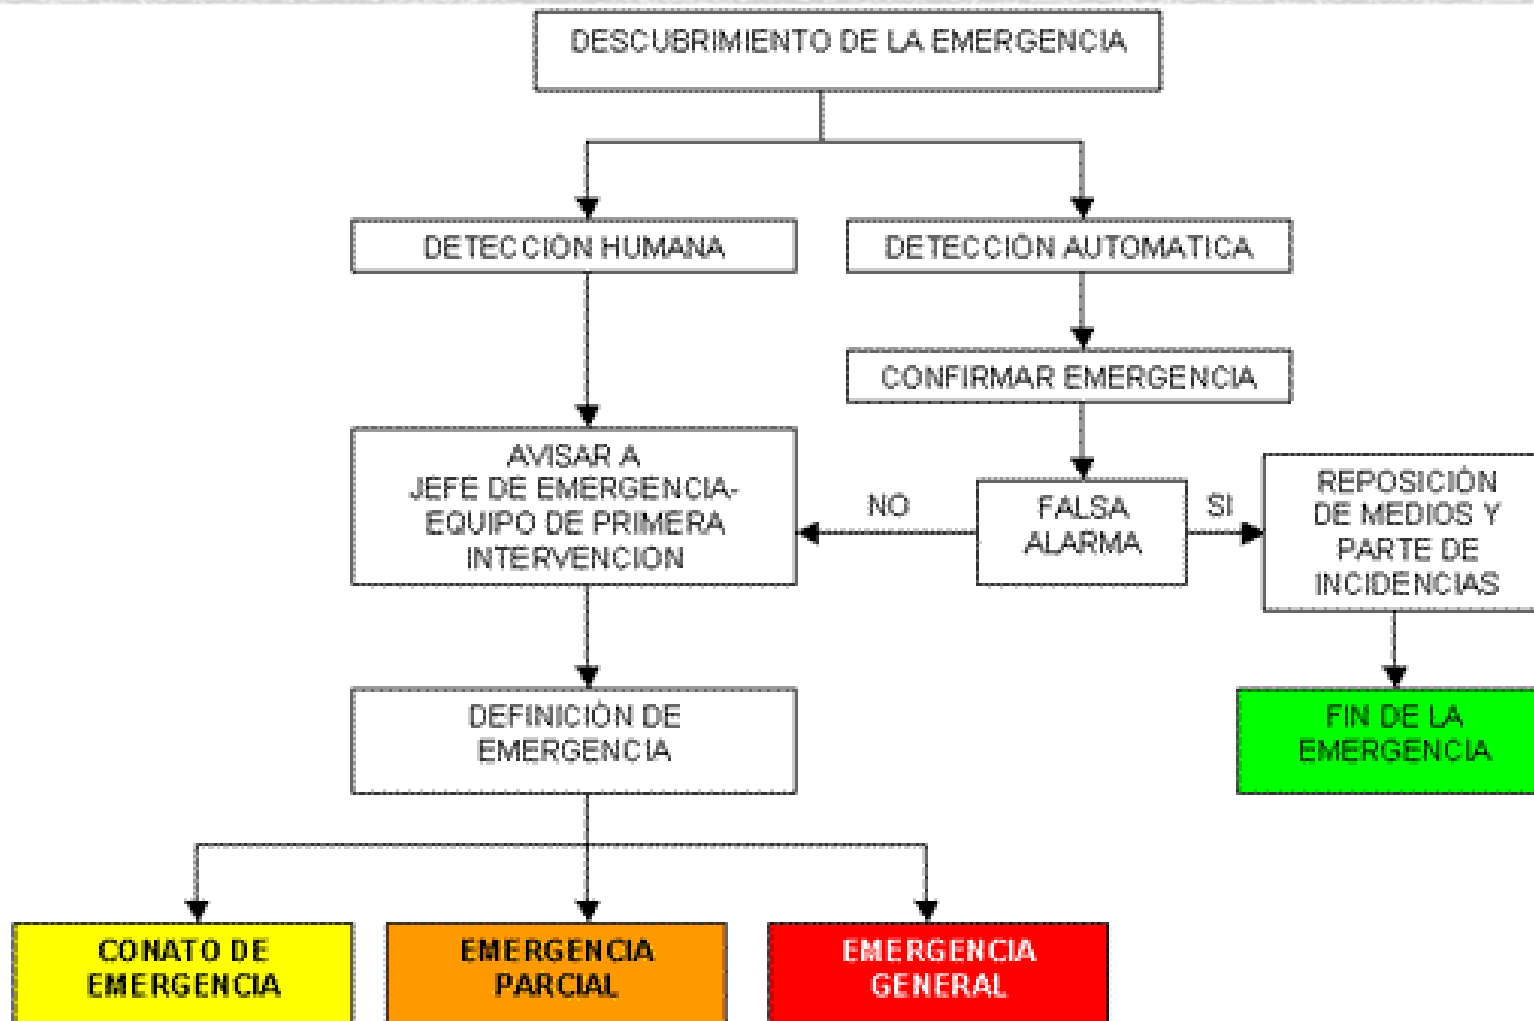 DESCUBRIMIENTO DE LA EMERGENCIA
DETECCIÓN HUMANA
DETECCIÓN AUTOMATICA
CONFIRMAR EMERGENCIA
AVISAR A
JEFE DE EMERGENCIA-
EQUIPO DE PRIMERA
INTERVENCION
NO
FALSA
ALARMA
SI
REPOSICIÓN
DE MEDIOS Y
PARTE DE
INCIDENCIAS
DEFINICIÓN DE
EMERGENCIA
FIN DE LA
EMERGENCIA
CONATO DE
EMERGENCIA
EMERGENCIA
PARCIAL
EMERGENCIA
GENERAL